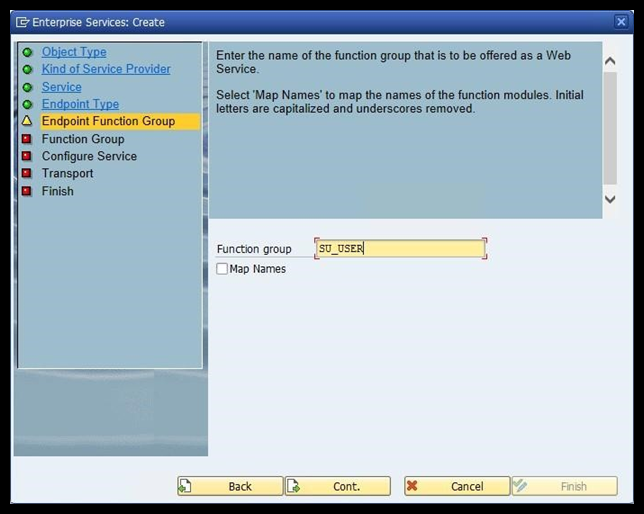 Enterprise Services: Create
Object Type
Kind of Service Provider
Service
Endpoint Type
Endpoint Function Group
Function Group
Configure Service
Transport
Finish
Enter the name of the function group that is to be offered as a Web
Service.
Select 'Map Names' to map the names of the function modules. Initial
letters are capitalized and underscores removed.
Function group SU_USER
Map Names
Back Cont. Cancel Finish